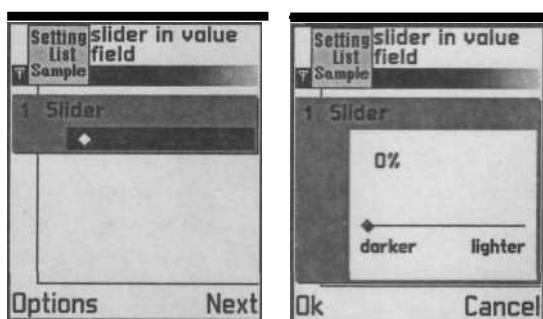 Setting
List
Sample
slider in value
field
1 Slider
Options Next
Setting
List
Sample
slider in value
field
1 Slider
0%
darker lighter
Ok Cancel